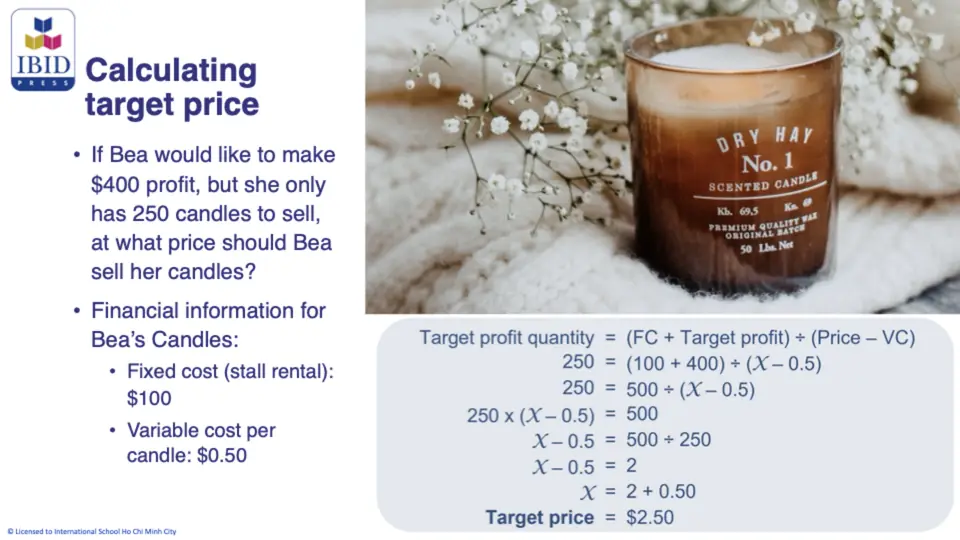 IBID
PRESS
Calculating
target price
• If Bea would like to make
$400 profit, but she only
has 250 candles to sell,
at what price should Bea
sell her candles?
• Financial information for
Bea's Candles:
• Fixed cost (stall rental):
$100
• Variable cost per
candle: $0.50
DRY HAY
No. 1
SCENTED CANDLE
Kb. 69,5 Kn. 69
PREMIUM QUALITY WAX
ORIGINAL BATCH
50 Lbs. Net
Target profit quantity = (FC + Target profit) ÷ (Price – VC)
250 = (100 + 400) ÷ (X – 0.5)
250 = 500 ÷ (X – 0.5)
250 x (X – 0.5) = 500
X – 0.5 = 500 ÷ 250
X – 0.5 = 2
X = 2 + 0.50
Target price = $2.50
© Licensed to International School Ho Chi Minh City